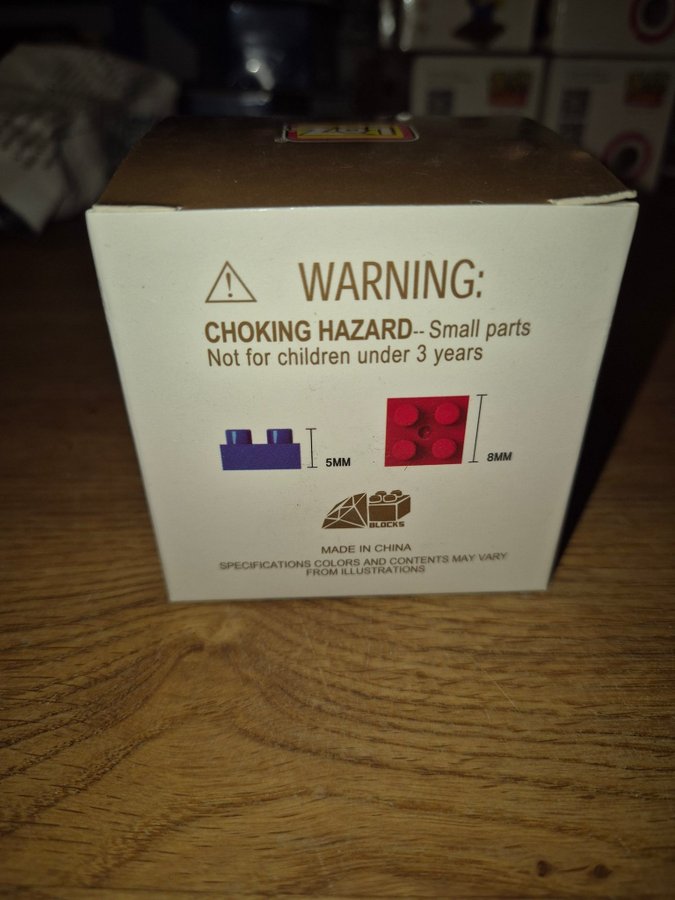 WARNING:
CHOKING HAZARD-- Small parts
Not for children under 3 years
5MM
8MM
BLOCKS
MADE IN CHINA
SPECIFICATIONS COLORS AND CONTENTS MAY VARY
FROM ILLUSTRATIONS